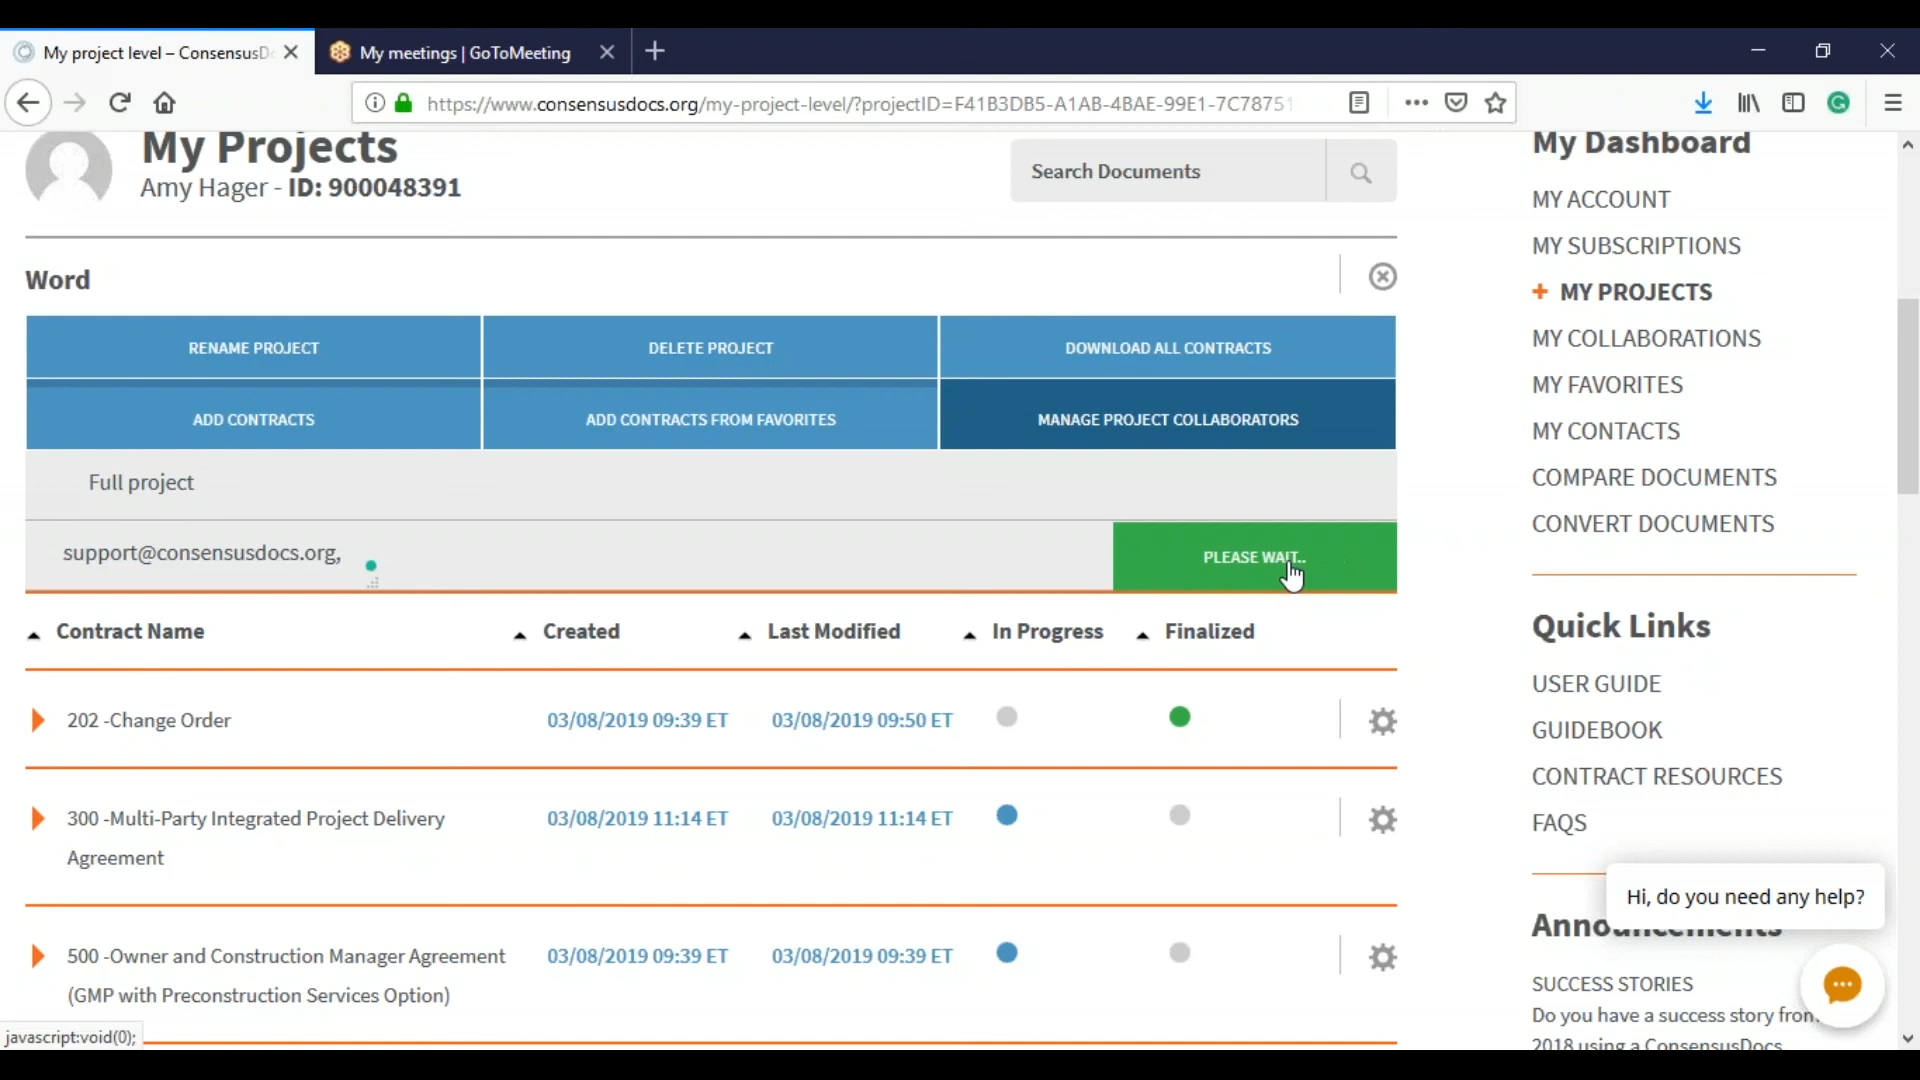 My project level – ConsensusD
My meetings | GoToMeeting
https://www.consensusdocs.org/my-project-level/?projectID=F41B3DB5-A1AB-4BAE-99E1-7C7875
My Projects
Amy Hager - ID: 900048391
Search Documents
Word
RENAME PROJECT
DELETE PROJECT
DOWNLOAD ALL CONTRACTS
ADD CONTRACTS
ADD CONTRACTS FROM FAVORITES
MANAGE PROJECT COLLABORATORS
Full project
support@consensusdocs.org,
PLEASE WAIT..
Contract Name
Created
Last Modified
In Progress
Finalized
202 -Change Order
03/08/2019 09:39 ET
03/08/2019 09:50 ET
300 -Multi-Party Integrated Project Delivery
Agreement
03/08/2019 11:14 ET
03/08/2019 11:14 ET
500 -Owner and Construction Manager Agreement
(GMP with Preconstruction Services Option)
03/08/2019 09:39 ET
03/08/2019 09:39 ET
javascript:void(0);
My Dashboard
MY ACCOUNT
MY SUBSCRIPTIONS
+ MY PROJECTS
MY COLLABORATIONS
MY FAVORITES
MY CONTACTS
COMPARE DOCUMENTS
CONVERT DOCUMENTS
Quick Links
USER GUIDE
GUIDEBOOK
CONTRACT RESOURCES
FAQS
Hi, do you need any help?
Announcements
SUCCESS STORIES
Do you have a success story from
2018 using a ConsensusDocs